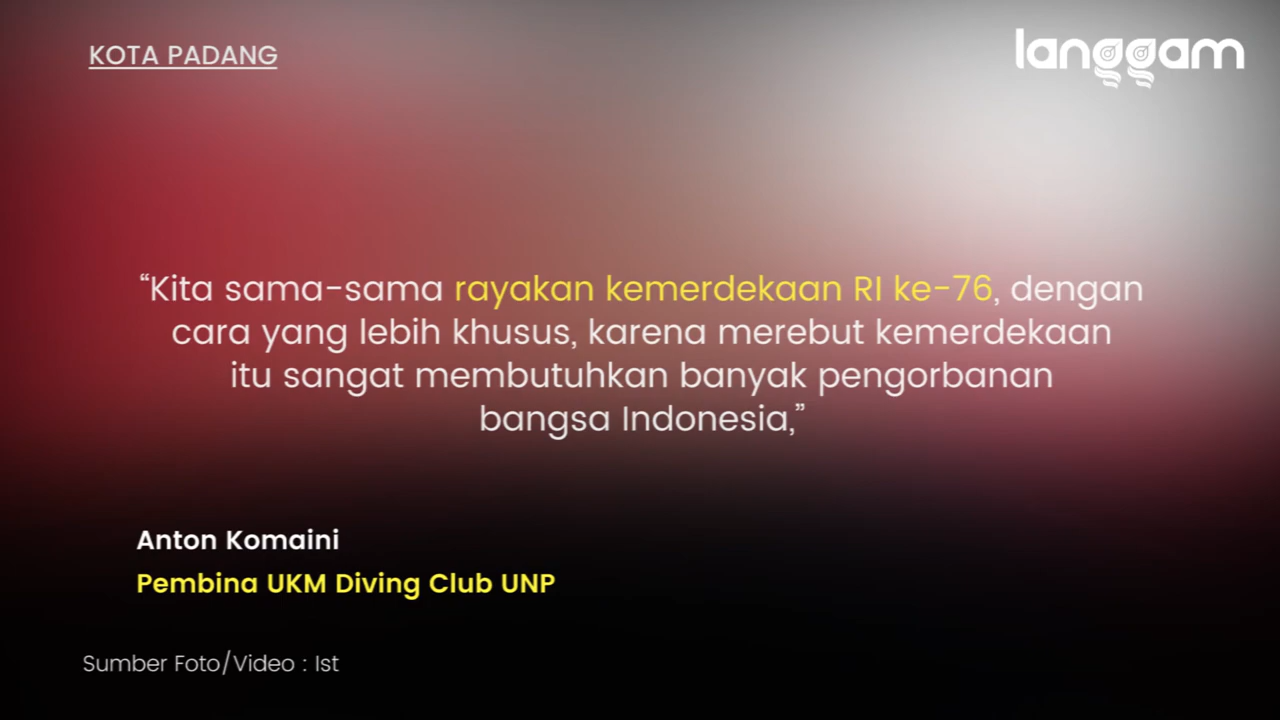 KOTA PADANG
langgam
“Kita sama-sama rayakan kemerdekaan RI ke-76, dengan
cara yang lebih khusus, karena merebut kemerdekaan
itu sangat membutuhkan banyak pengorbanan
bangsa Indonesia,”
Anton Komaini
Pembina UKM Diving Club UNP
Sumber Foto/Video : Ist